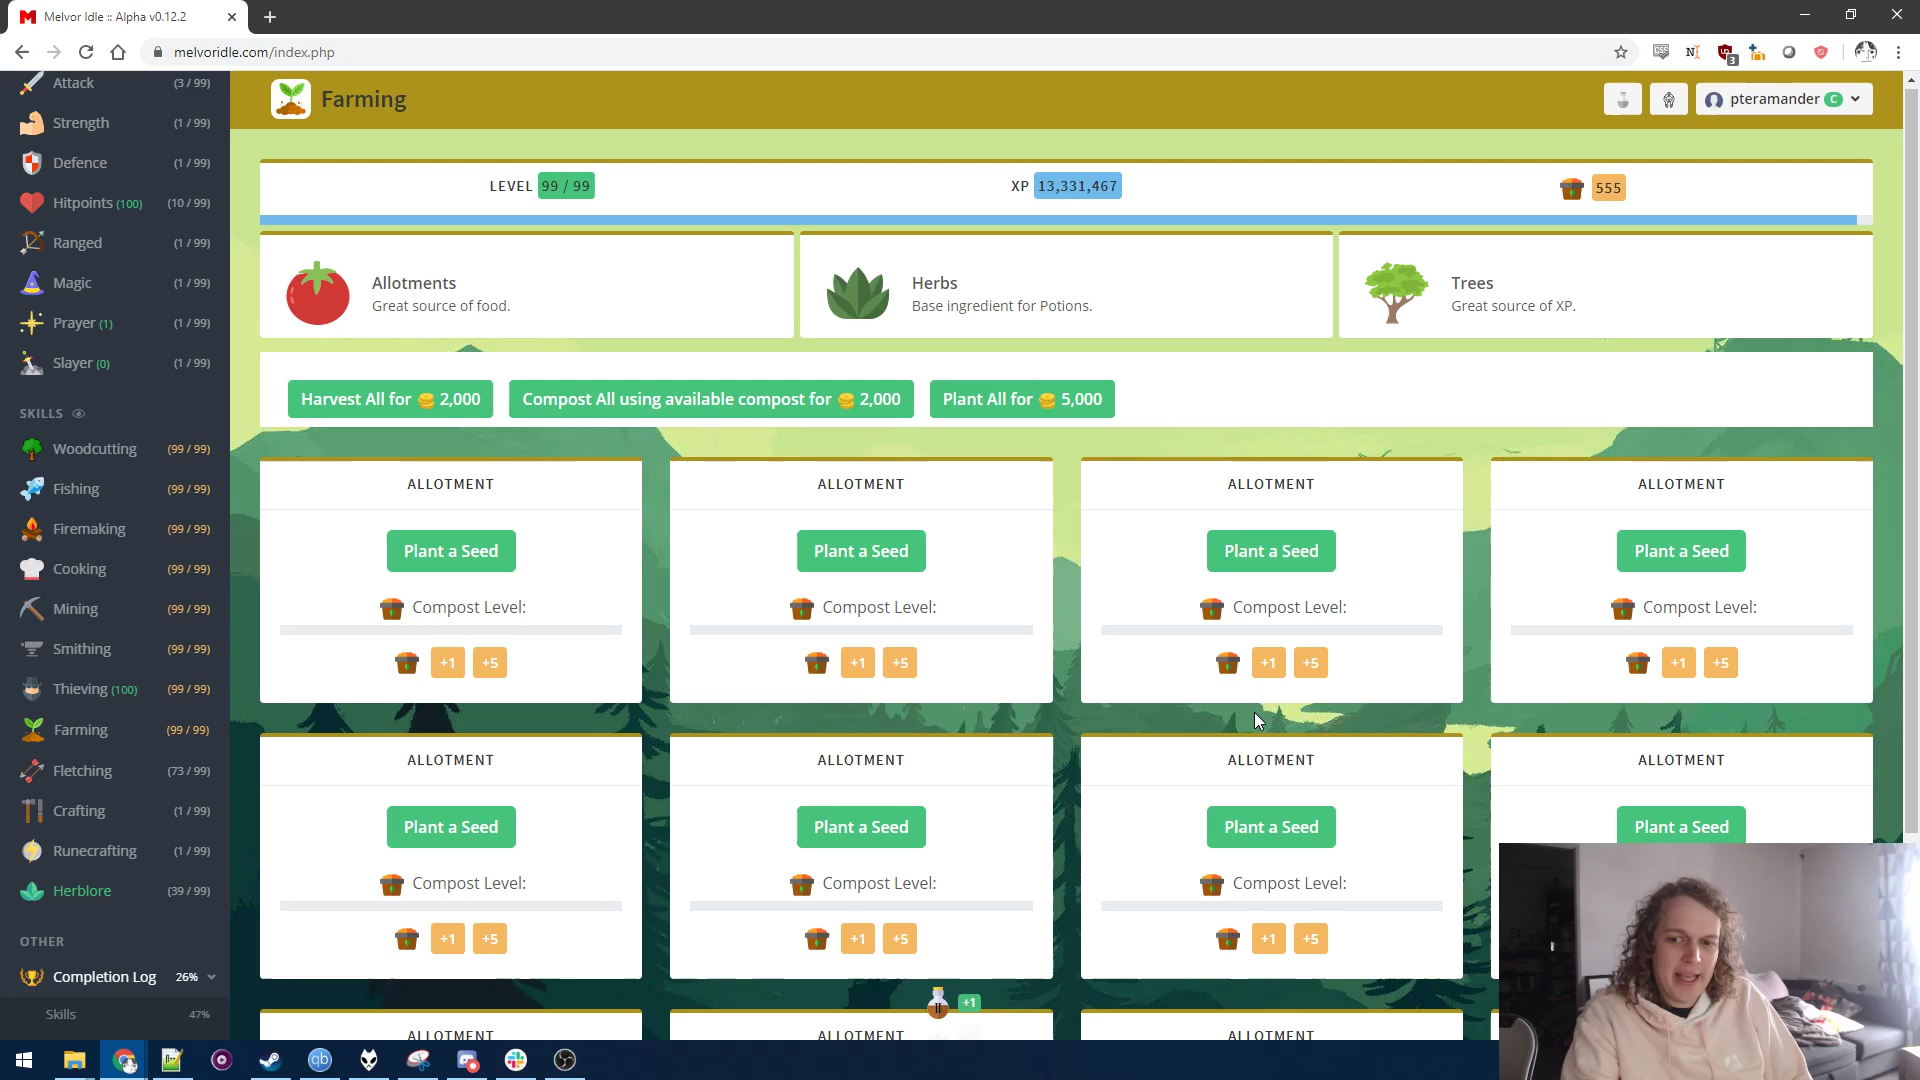 Melvor Idle :: Alpha v0.12.2
melvoridle.com/index.php
3
Attack (3 / 99)
Strength (1 / 99)
Defence (1 / 99)
Hitpoints (100) (10 / 99)
Ranged (1 / 99)
Magic (1 / 99)
Prayer (1) (1 / 99)
Slayer (0) (1 / 99)
SKILLS
Woodcutting (99 / 99)
Fishing (99 / 99)
Firemaking (99 / 99)
Cooking (99 / 99)
Mining (99 / 99)
Smithing (99 / 99)
Thieving (100) (99 / 99)
Farming (99 / 99)
Fletching (73 / 99)
Crafting (1 / 99)
Runecrafting (1 / 99)
Herblore (39 / 99)
OTHER
Completion Log 26%
Skills 47%
Farming
pteramander C
LEVEL 99 / 99
XP 13,331,467
555
Allotments
Great source of food.
Herbs
Base ingredient for Potions.
Trees
Great source of XP.
Harvest All for 2,000
Compost All using available compost for 2,000
Plant All for 5,000
ALLOTMENT ALLOTMENT ALLOTMENT ALLOTMENT
Plant a Seed Plant a Seed Plant a Seed Plant a Seed
Compost Level: Compost Level: Compost Level: Compost Level:
+1 +5 +1 +5 +1 +5 +1 +5
ALLOTMENT ALLOTMENT ALLOTMENT ALLOTMENT
Plant a Seed Plant a Seed Plant a Seed Plant a Seed
Compost Level: Compost Level: Compost Level:
+1 +5 +1 +5 +1 +5
+1
ALLOTMENT ALLOTMENT ALLOTMENT